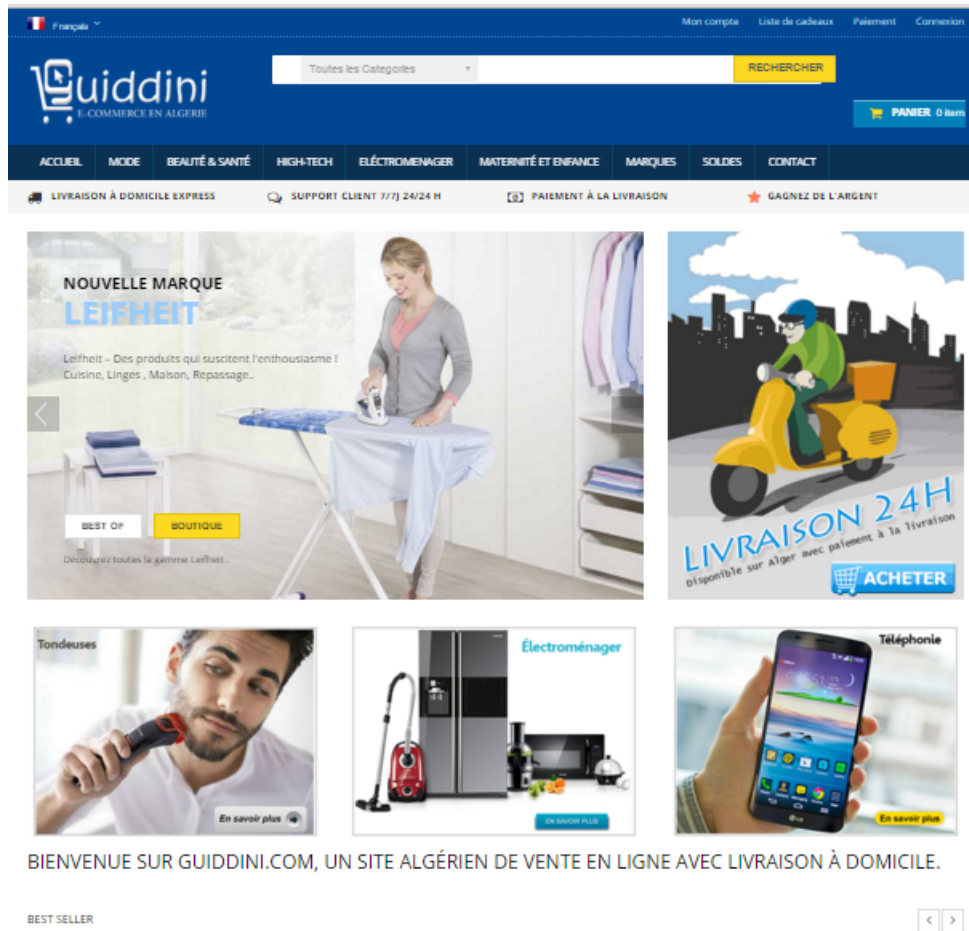 Français
Mon compte Liste de cadeaux Paiement Connexion
Guiddini
E-COMMERCE EN ALGERIE
Toutes les Categories
RECHERCHER
PANIER 0 item
ACCUEIL MODE BEAUTÉ & SANTÉ HIGH-TECH ELÉCTROMENAGER MATERNITÉ ET ENFANCE MARQUES SOLDES CONTACT
LIVRAISON À DOMICILE EXPRESS SUPPORT CLIENT 7/7J 24/24 H PAIEMENT À LA LIVRAISON GAGNEZ DE L'ARGENT
NOUVELLE MARQUE
LEIFHEIT
Leifheit – Des produits qui suscitent l'enthousiasme !
Cuisine, Linges , Maison, Repassage..
BEST OF BOUTIQUE
Découvrez toutes la gamme Leifheit..
LIVRAISON 24H
Disponible sur Alger avec paiement à la livraison
ACHETER
Tondeuses
En savoir plus
Électroménager
EN SAVOIR PLUS
Téléphonie
LG
En savoir plus
BIENVENUE SUR GUIDDINI.COM, UN SITE ALGÉRIEN DE VENTE EN LIGNE AVEC LIVRAISON À DOMICILE.
BEST SELLER